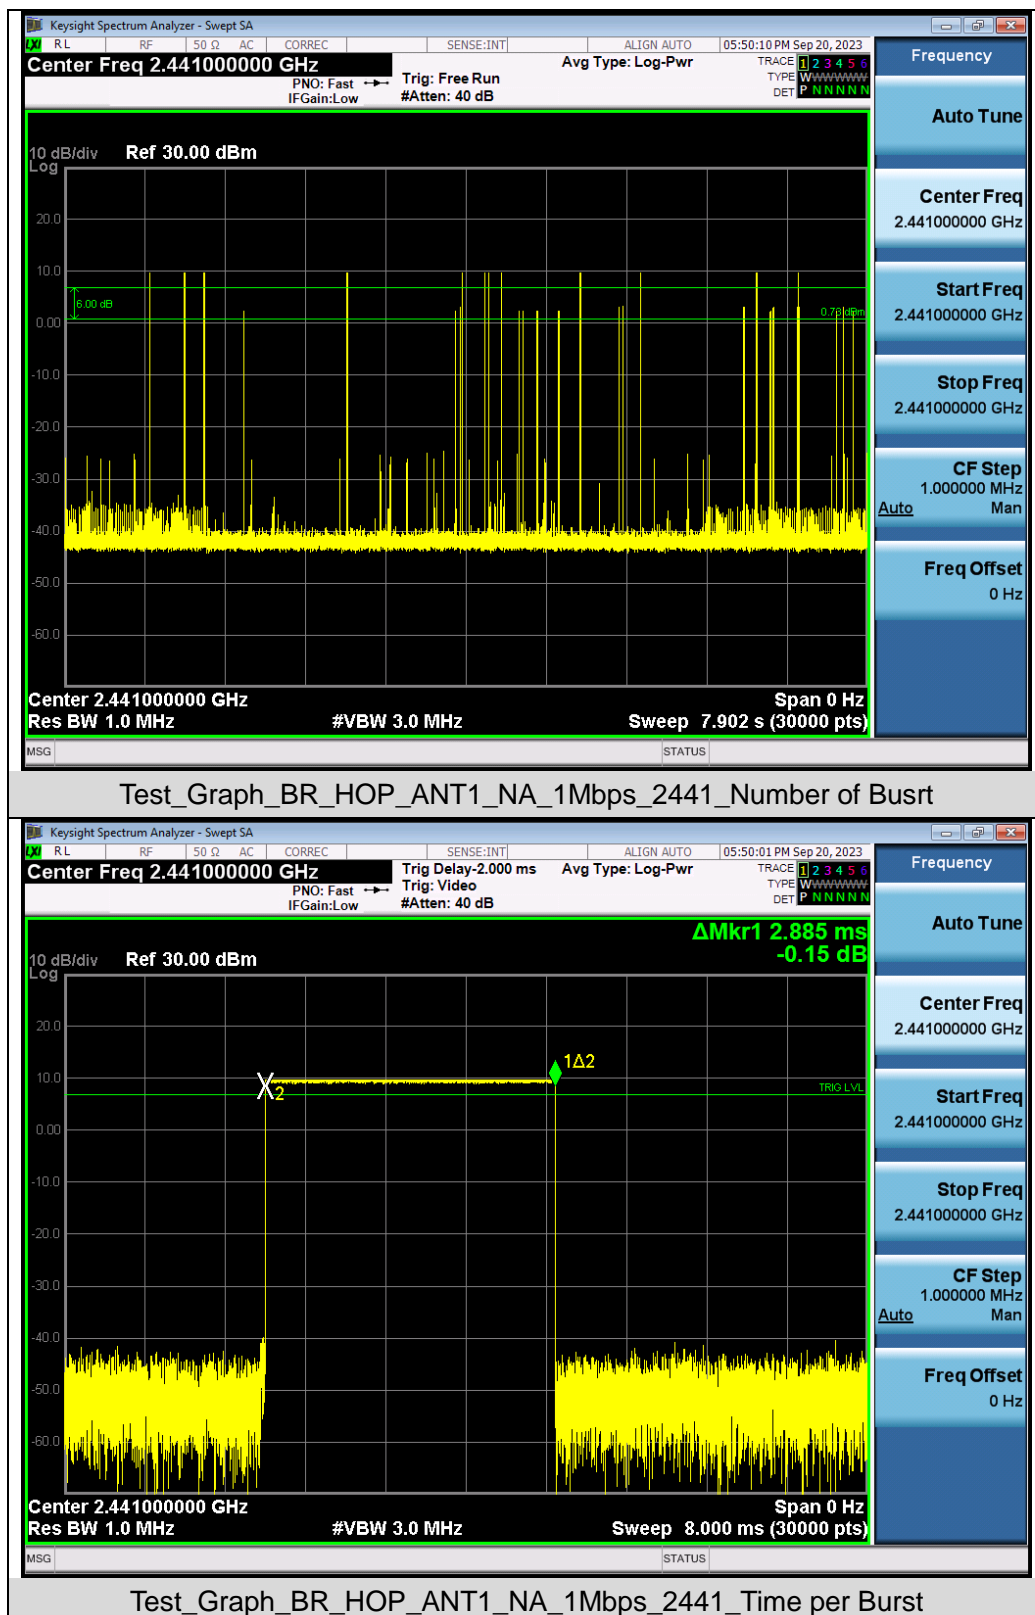 Keysight Spectrum Analyzer - Swept SA
LXI RL RF 50 Ω AC CORREC SENSE:INT ALIGN AUTO 05:50:10 PM Sep 20, 2023
Center Freq 2.441000000 GHz
PNO: Fast
IFGain:Low
Trig: Free Run
#Atten: 40 dB
Avg Type: Log-Pwr
TRACE 1 2 3 4 5 6
TYPE WWWWWW
DET P N N N N N
10 dB/div Ref 30.00 dBm
Log
20.0
10.0
6.00 dB
0.73 dBm
0.00
-10.0
-20.0
-30.0
-40.0
-50.0
-60.0
Center 2.441000000 GHz Span 0 Hz
Res BW 1.0 MHz #VBW 3.0 MHz Sweep 7.902 s (30000 pts)
MSG STATUS
Frequency
Auto Tune
Center Freq
2.441000000 GHz
Start Freq
2.441000000 GHz
Stop Freq
2.441000000 GHz
CF Step
1.000000 MHz
Auto Man
Freq Offset
0 Hz
Test_Graph_BR_HOP_ANT1_NA_1Mbps_2441_Number of Busrt
Keysight Spectrum Analyzer - Swept SA
LXI RL RF 50 Ω AC CORREC SENSE:INT ALIGN AUTO 05:50:01 PM Sep 20, 2023
Center Freq 2.441000000 GHz
PNO: Fast
IFGain:Low
Trig Delay-2.000 ms
Trig: Video
#Atten: 40 dB
Avg Type: Log-Pwr
TRACE 1 2 3 4 5 6
TYPE WWWWWW
DET P N N N N N
ΔMkr1 2.885 ms
-0.15 dB
10 dB/div Ref 30.00 dBm
Log
20.0
10.0
1Δ2
2
TRIG LVL
0.00
-10.0
-20.0
-30.0
-40.0
-50.0
-60.0
Center 2.441000000 GHz Span 0 Hz
Res BW 1.0 MHz #VBW 3.0 MHz Sweep 8.000 ms (30000 pts)
MSG STATUS
Frequency
Auto Tune
Center Freq
2.441000000 GHz
Start Freq
2.441000000 GHz
Stop Freq
2.441000000 GHz
CF Step
1.000000 MHz
Auto Man
Freq Offset
0 Hz
Test_Graph_BR_HOP_ANT1_NA_1Mbps_2441_Time per Burst